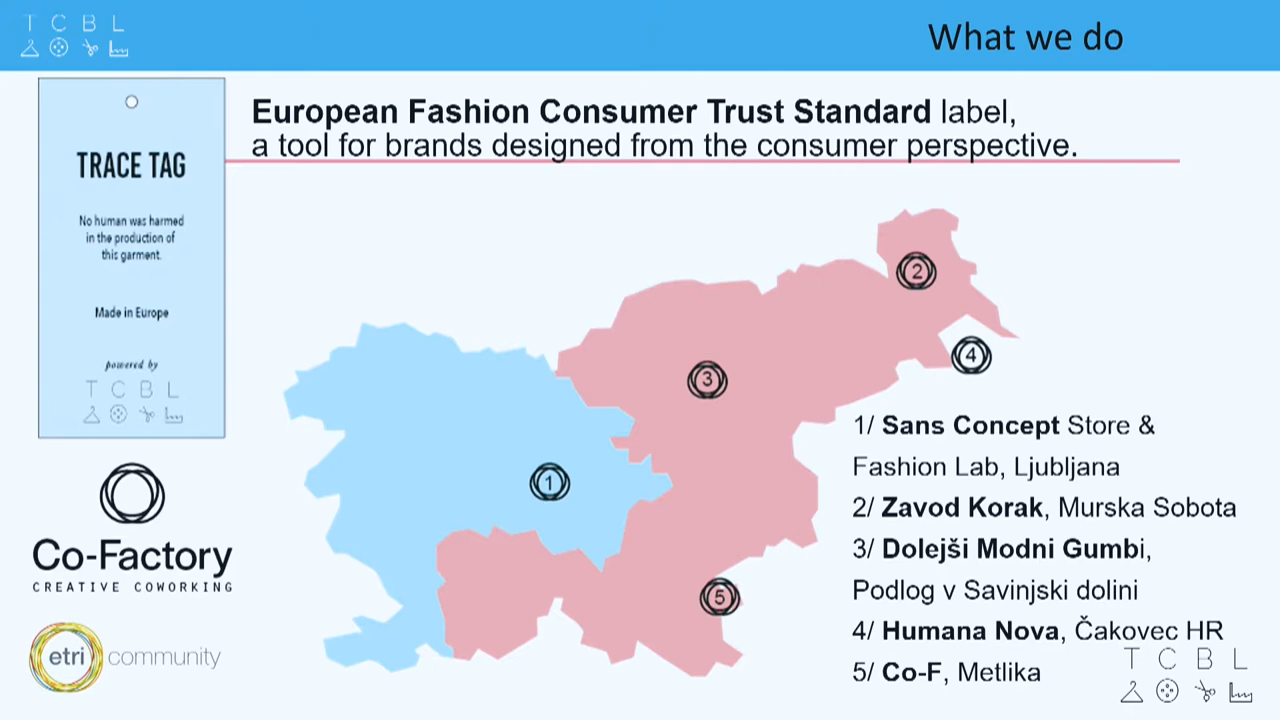 T C B L
What we do
TRACE TAG
No human was harmed
in the production of
this garment.
Made in Europe
powered by
T C B L
European Fashion Consumer Trust Standard label,
a tool for brands designed from the consumer perspective.
2
4
3
1
5
1/ Sans Concept Store &
Fashion Lab, Ljubljana
2/ Zavod Korak, Murska Sobota
3/ Dolejši Modni Gumbi,
Podlog v Savinjski dolini
4/ Humana Nova, Čakovec HR
5/ Co-F, Metlika
Co-Factory
CREATIVE COWORKING
etri community
T C B L